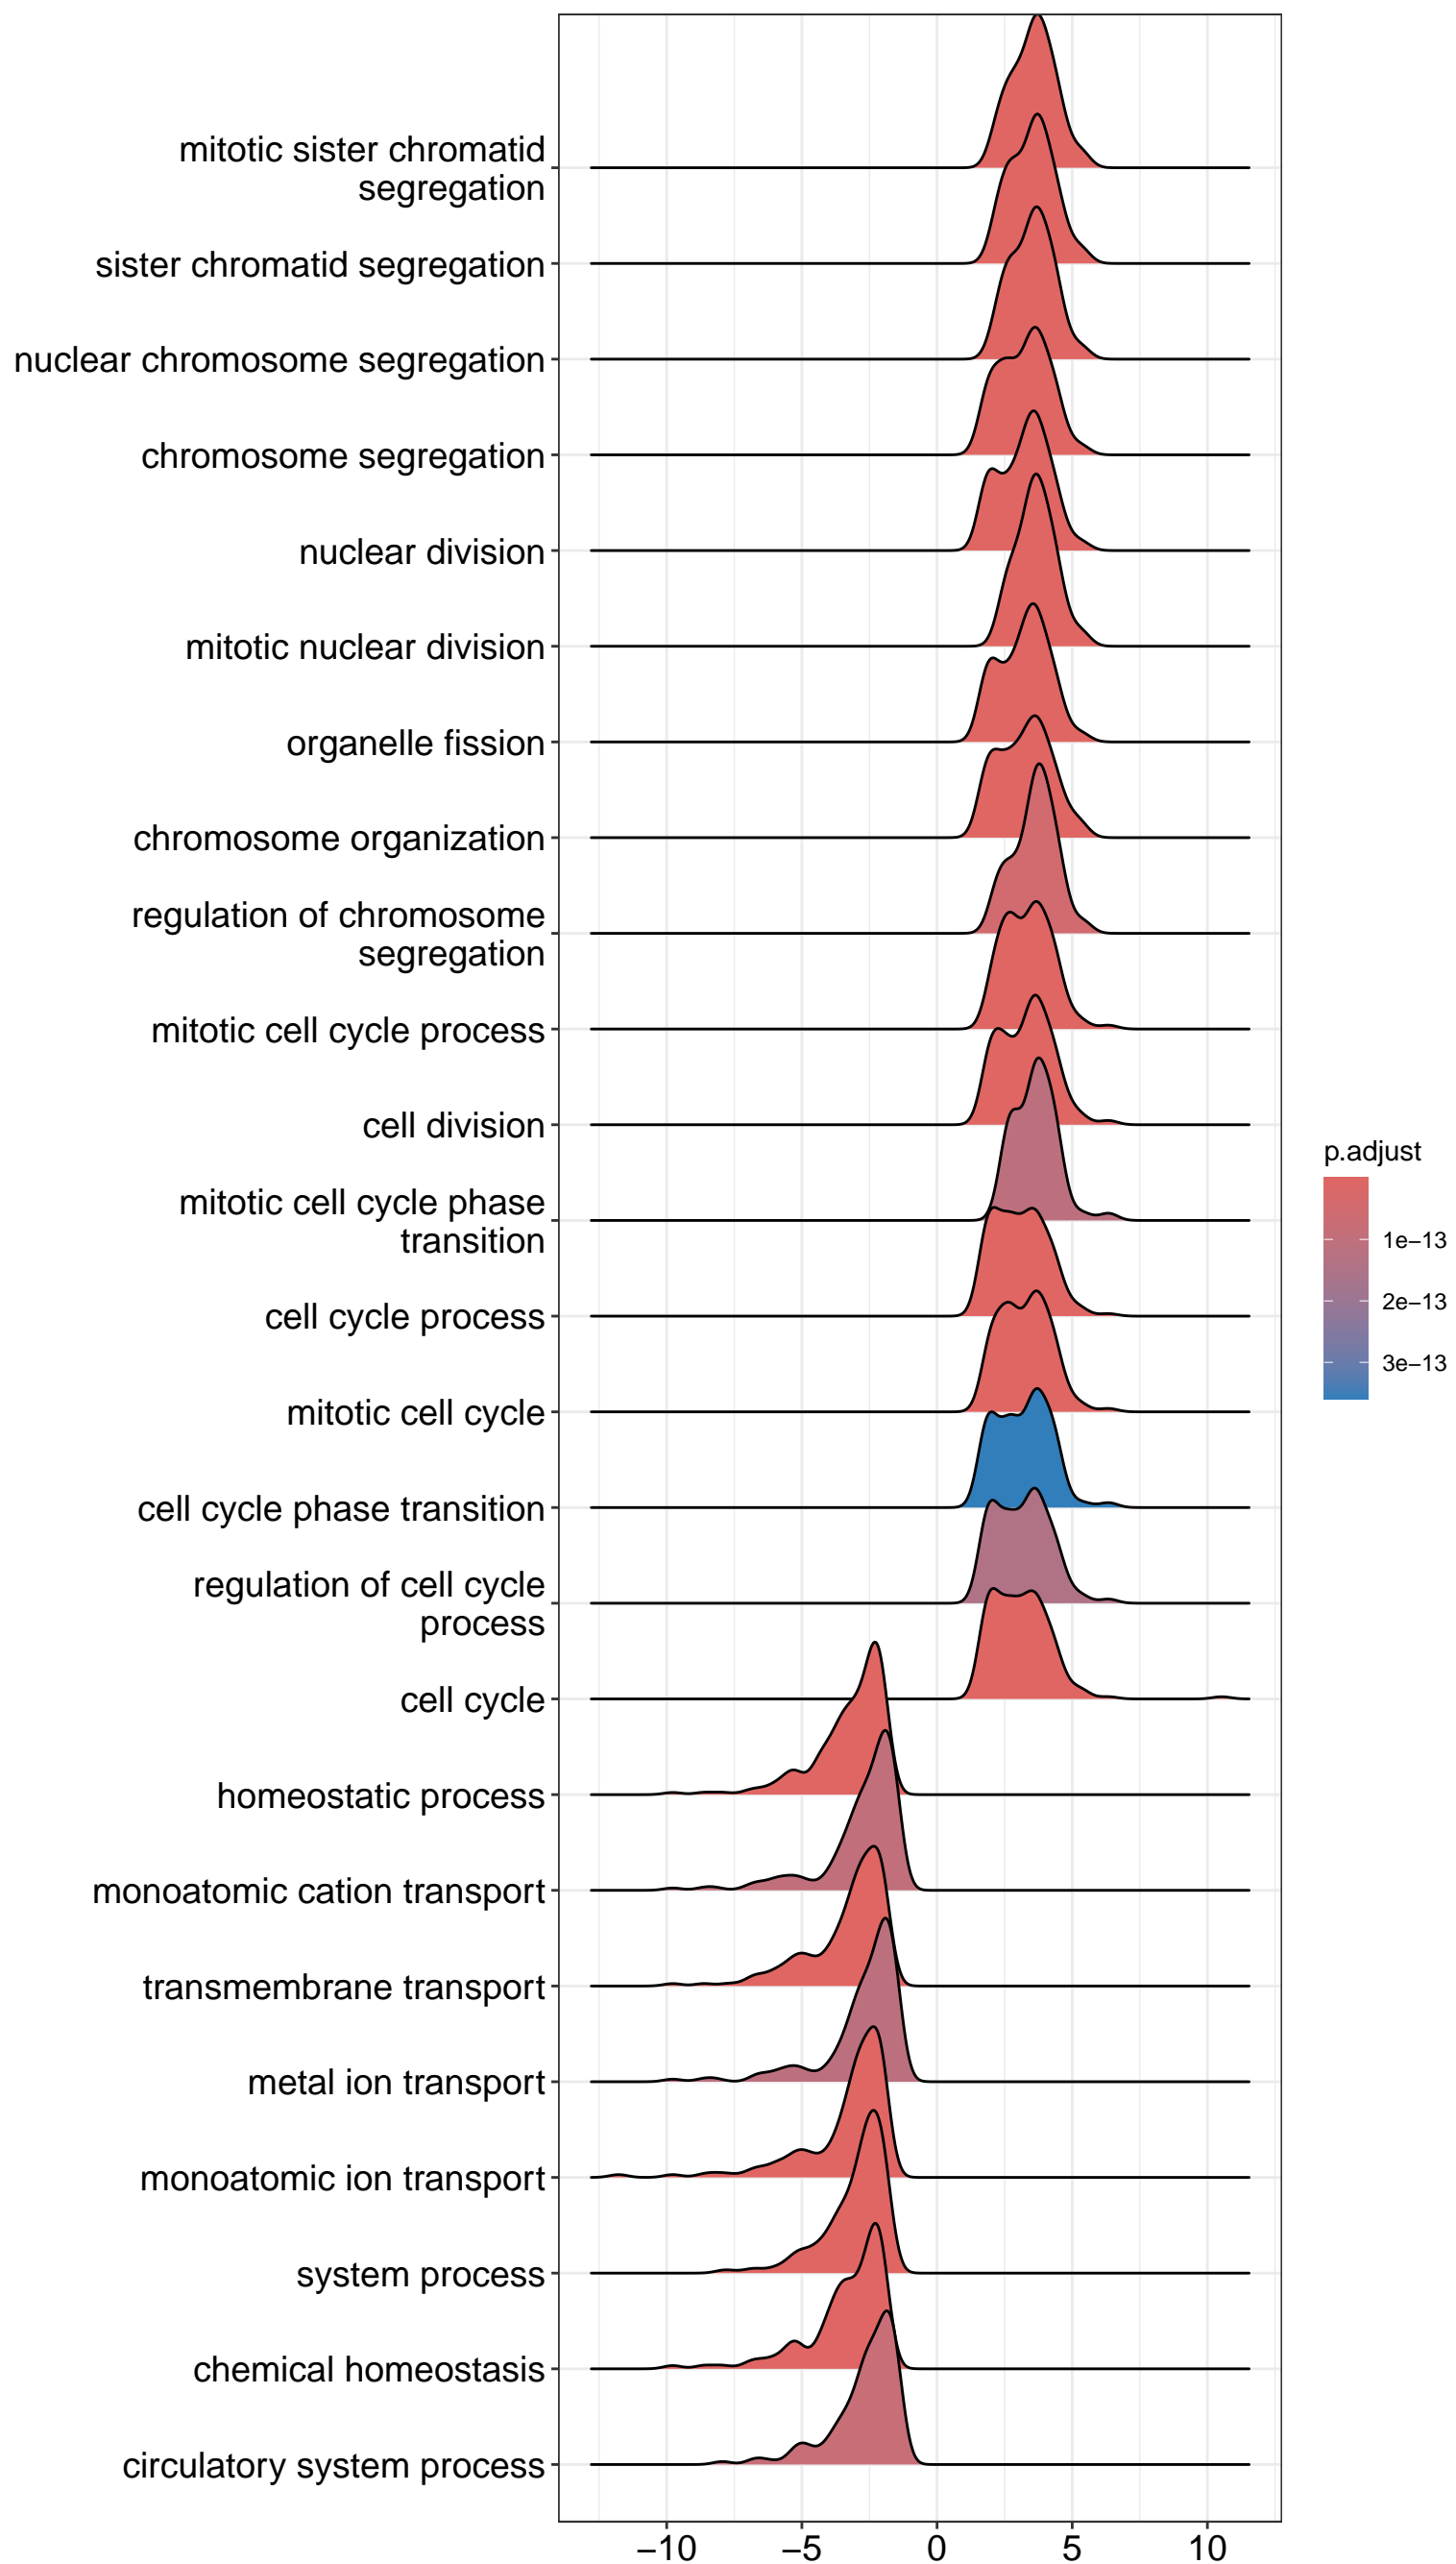 mitotic sister chromatid
segregation
sister chromatid segregation
nuclear chromosome segregation
chromosome segregation
nuclear division
mitotic nuclear division
organelle fission
chromosome organization
regulation of chromosome
segregation
mitotic cell cycle process
cell division
mitotic cell cycle phase
transition
cell cycle process
mitotic cell cycle
cell cycle phase transition
regulation of cell cycle
process
cell cycle
homeostatic process
monoatomic cation transport
transmembrane transport
metal ion transport
monoatomic ion transport
system process
chemical homeostasis
circulatory system process
−10 −5 0 5 10
p.adjust
1e−13
2e−13
3e−13